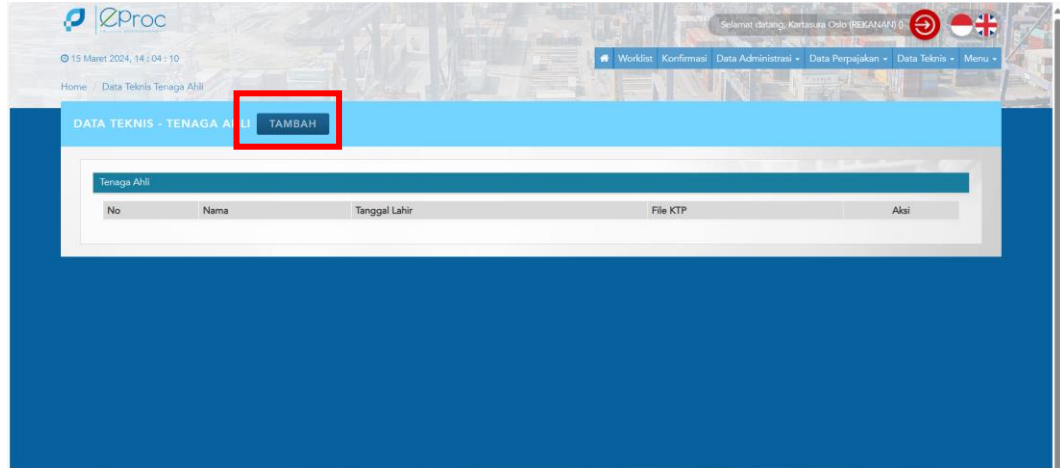 eProc
Selamat datang, Kartasura Oslo (REKANAN) ()
15 Maret 2024, 14 : 04 : 10
Worklist Konfirmasi Data Administrasi Data Perpajakan Data Teknis Menu
Home / Data Teknis Tenaga Ahli
DATA TEKNIS - TENAGA AHLI TAMBAH
Tenaga Ahli
No Nama Tanggal Lahir File KTP Aksi